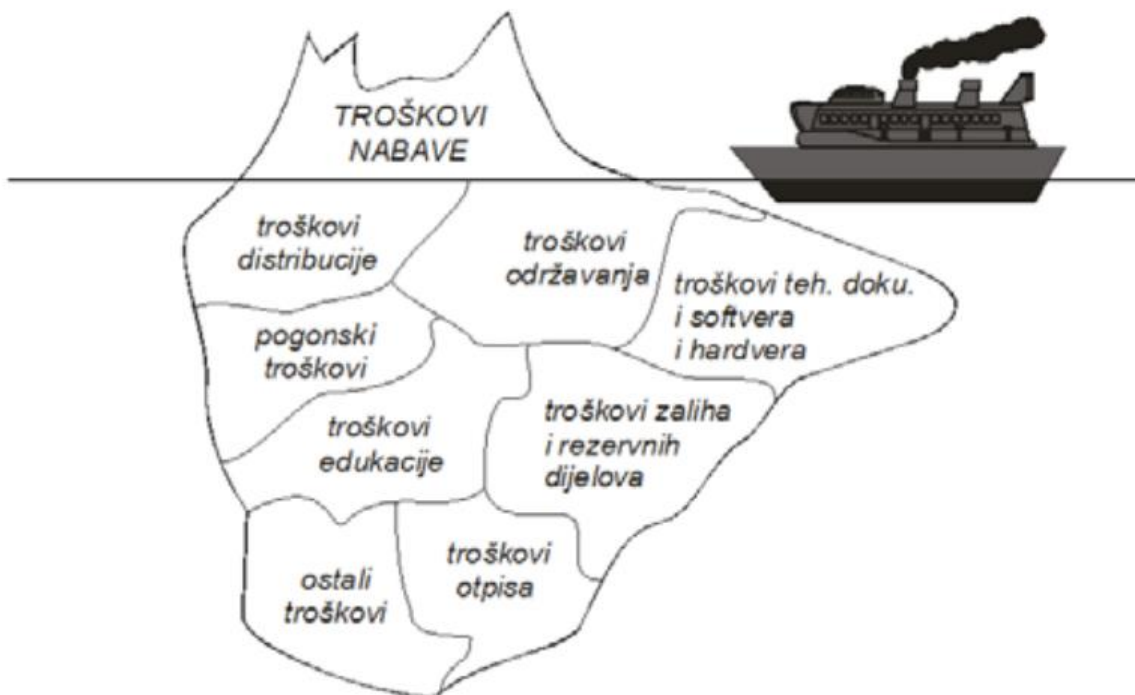 TROŠKOVI
NABAVE
troškovi
distribucije
troškovi
održavanja
troškovi teh. doku.
i softvera
i hardvera
pogonski
troškovi
troškovi
edukacije
troškovi zaliha
i rezervnih
dijelova
ostali
troškovi
troškovi
otpisa